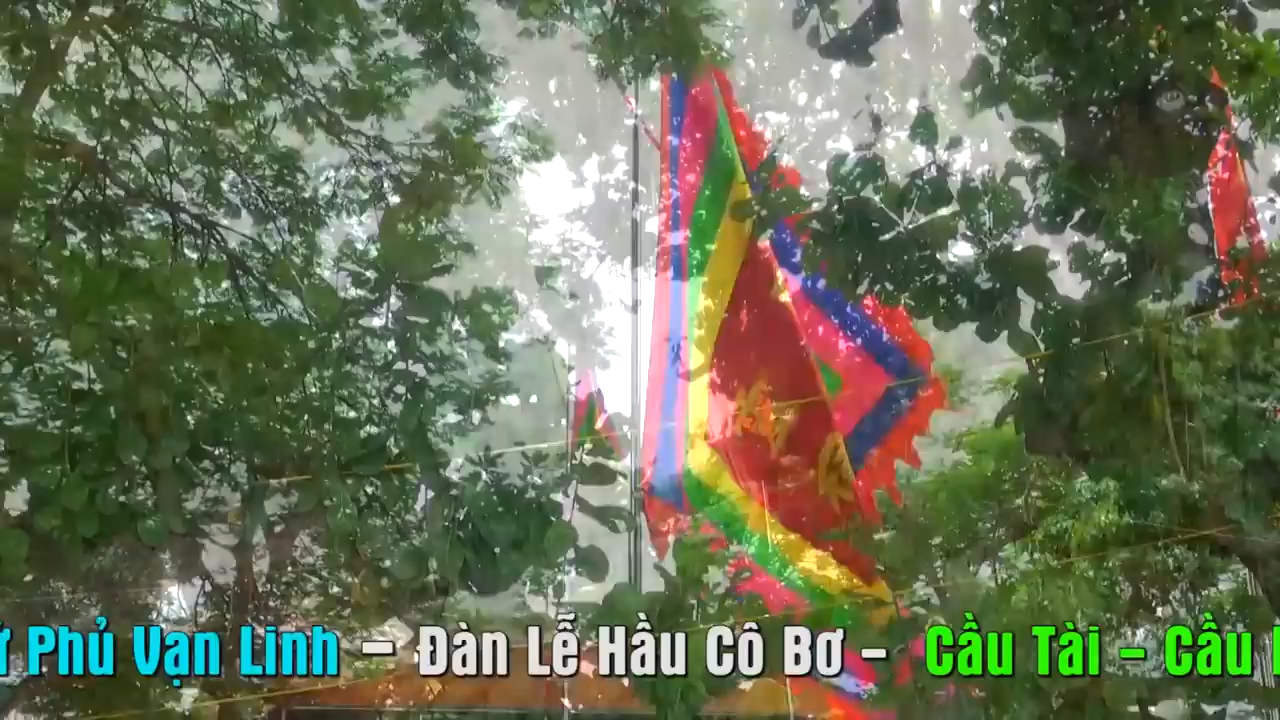 Phủ Vạn Linh – Đàn Lễ Hầu Cô Bơ – Cầu Tài – Cầu